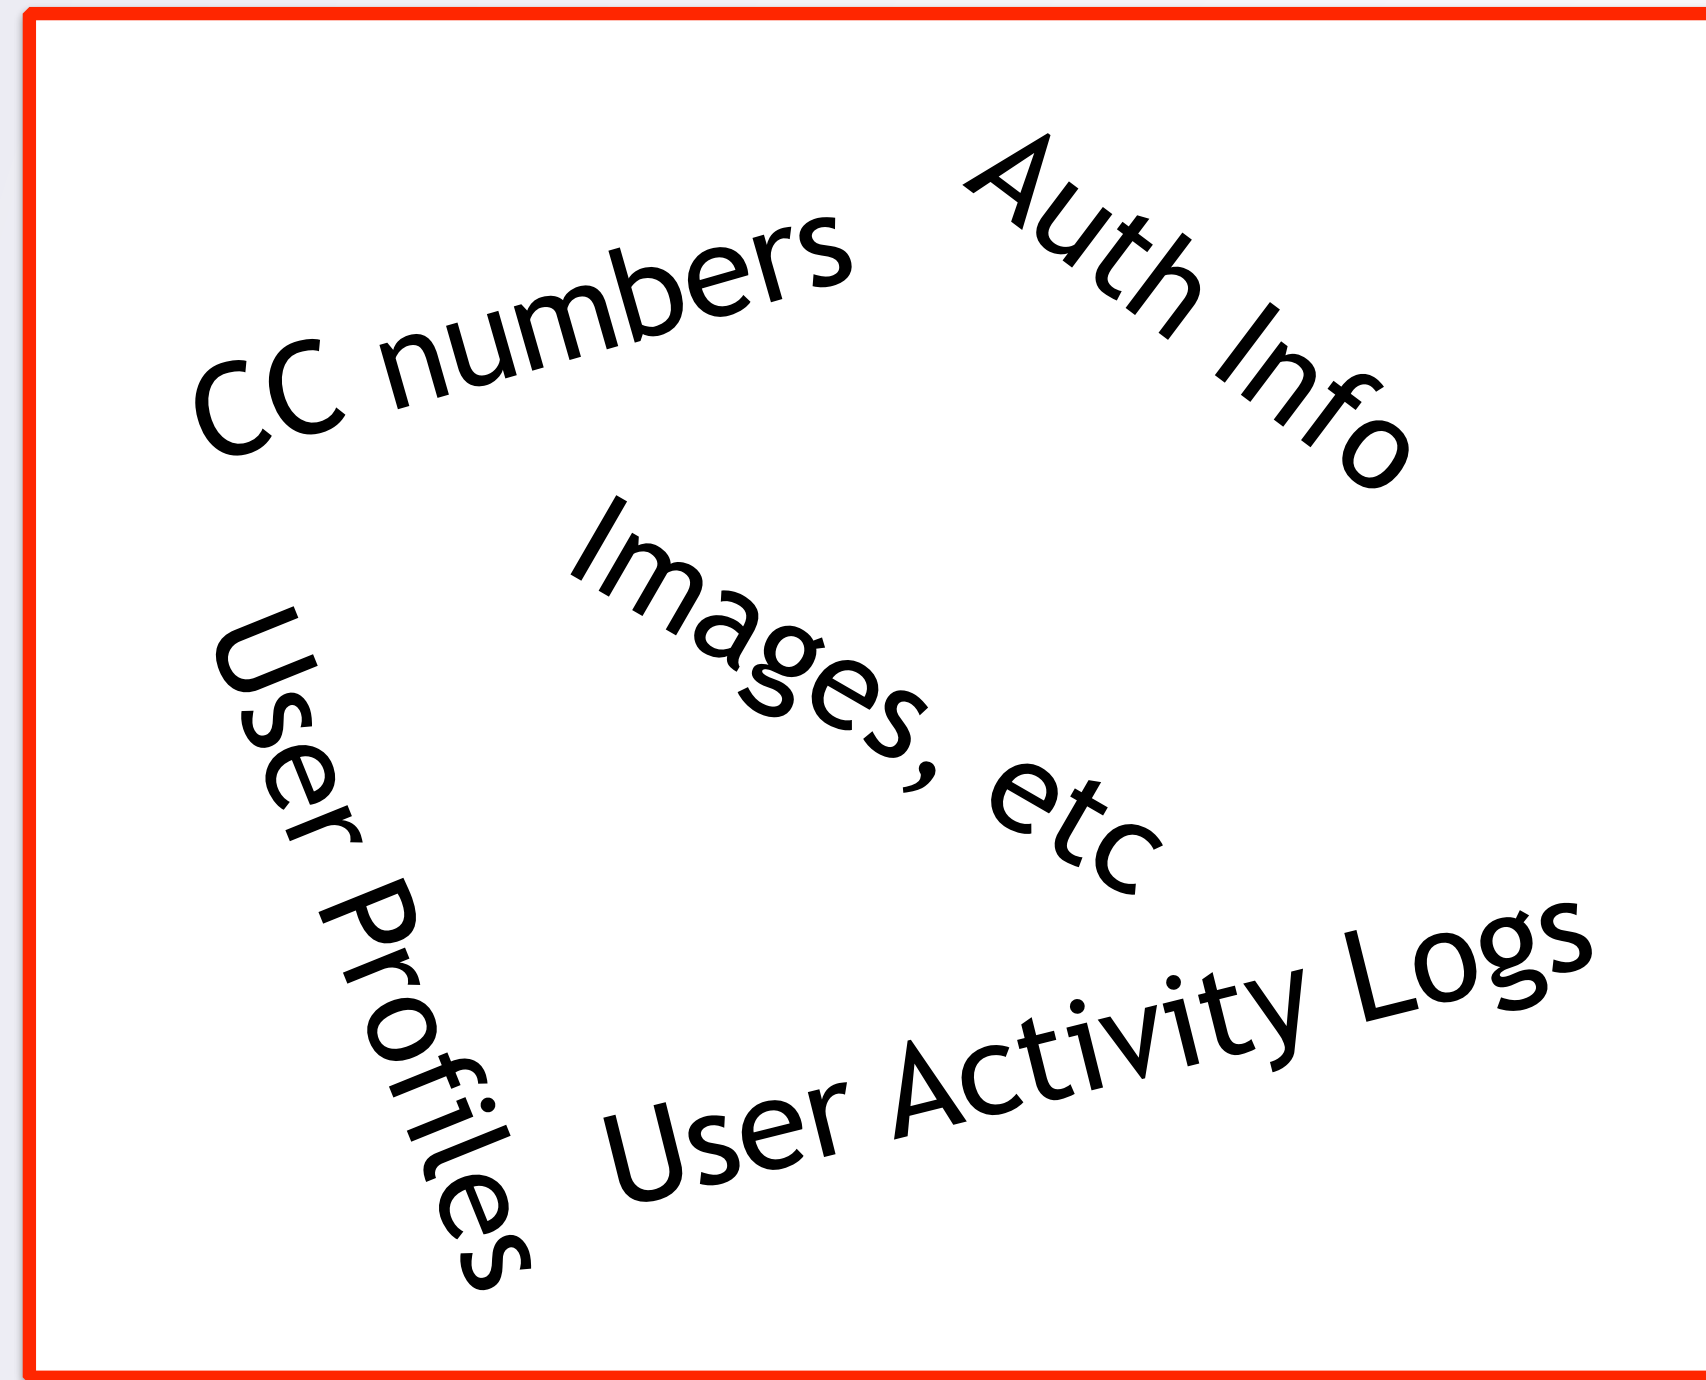 CC numbers
Auth Info
Images, etc
User Profiles
User Activity Logs